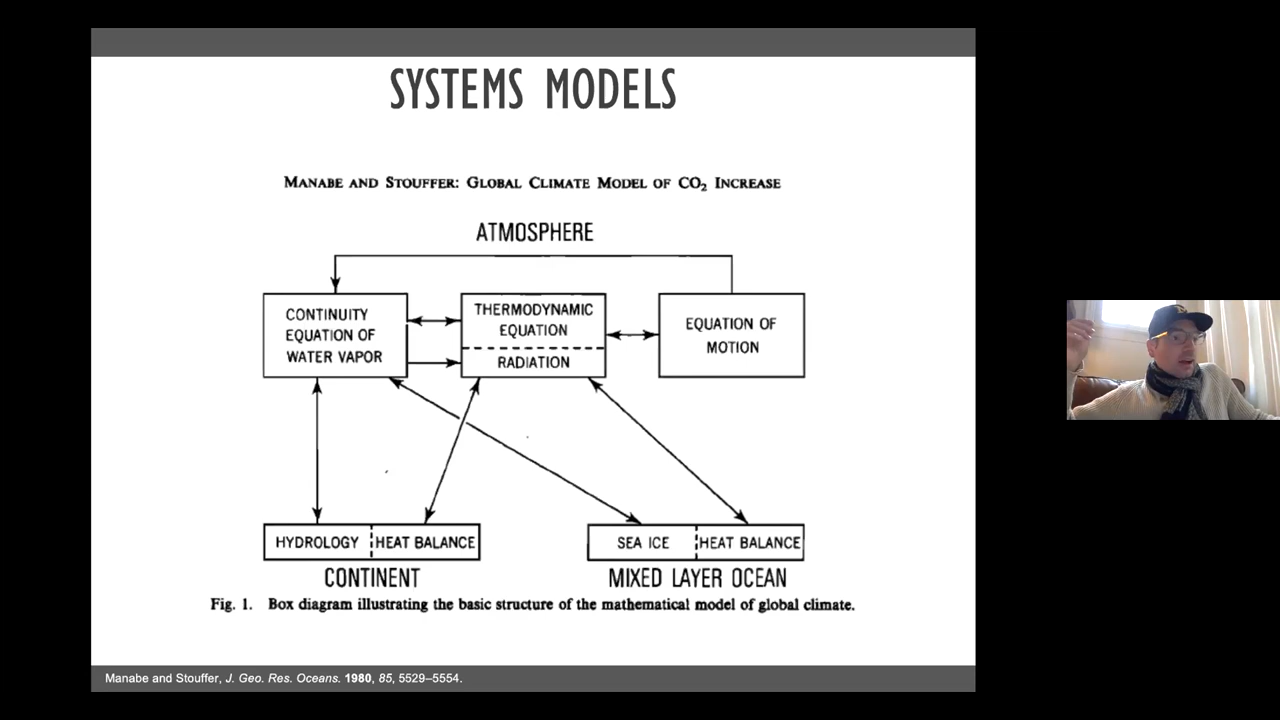 SYSTEMS MODELS
MANABE AND STOUFFER: GLOBAL CLIMATE MODEL OF CO₂ INCREASE
ATMOSPHERE
CONTINUITY
EQUATION OF
WATER VAPOR
THERMODYNAMIC
EQUATION
RADIATION
EQUATION OF
MOTION
HYDROLOGY
HEAT BALANCE
CONTINENT
SEA ICE
HEAT BALANCE
MIXED LAYER OCEAN
Fig. 1. Box diagram illustrating the basic structure of the mathematical model of global climate.
Manabe and Stouffer, J. Geo. Res. Oceans. 1980, 85, 5529–5554.